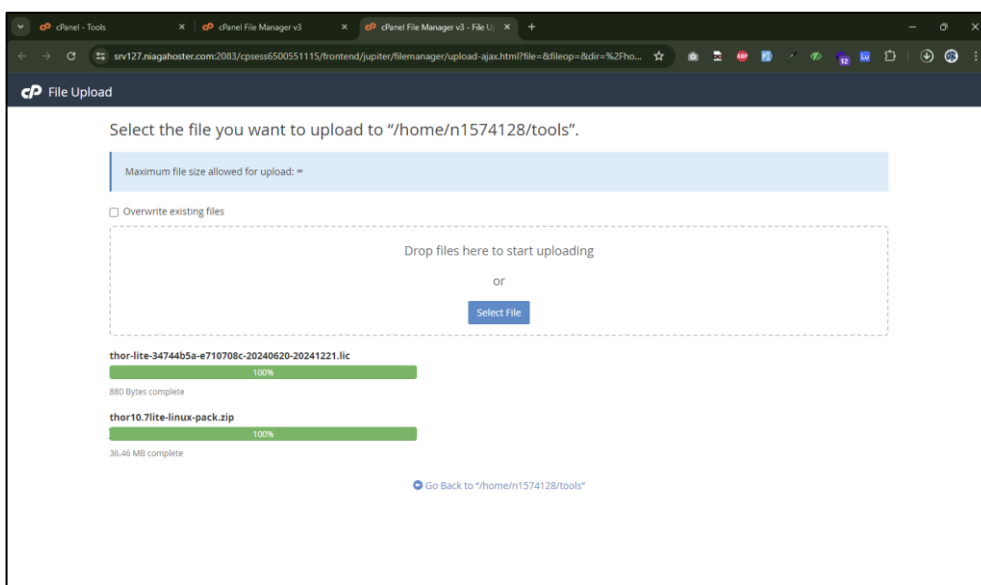 cPanel - Tools
cPanel File Manager v3
cPanel File Manager v3 - File U
srv127.niagahoster.com:2083/cpsess6500551115/frontend/jupiter/filemanager/upload-ajax.html?file=&fileop=&dir=%2Fho...
cP File Upload
Select the file you want to upload to "/home/n1574128/tools".
Maximum file size allowed for upload: ∞
Overwrite existing files
Drop files here to start uploading
or
Select File
thor-lite-34744b5a-e710708c-20240620-20241221.lic
100%
880 Bytes complete
thor10.7lite-linux-pack.zip
100%
36.46 MB complete
Go Back to "/home/n1574128/tools"